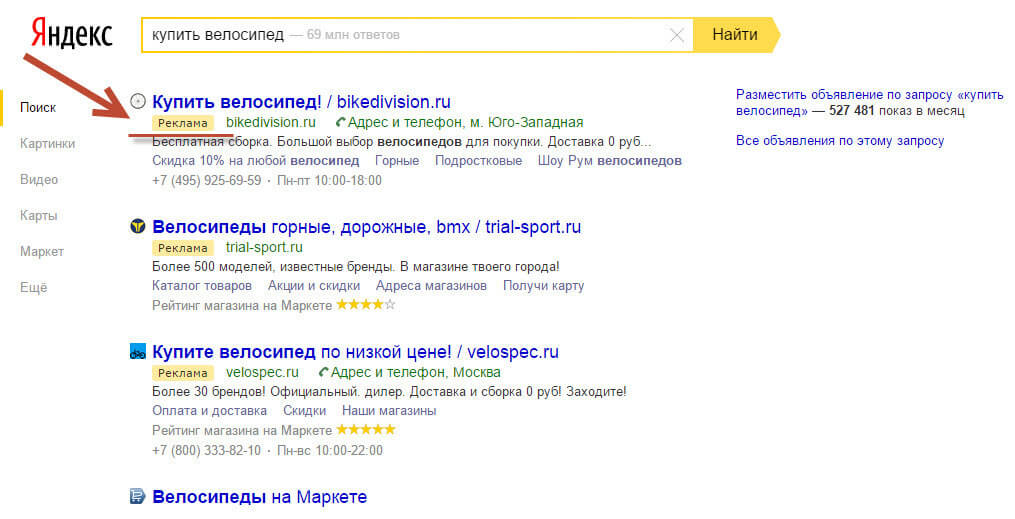 Яндекс
купить велосипед — 69 млн ответов
Найти
Поиск
Картинки
Видео
Карты
Маркет
Ещё
Купить велосипед! / bikedivision.ru
Реклама bikedivision.ru Адрес и телефон, м. Юго-Западная
Бесплатная сборка. Большой выбор велосипедов для покупки. Доставка 0 руб...
Скидка 10% на любой велосипед Горные Подростковые Шоу Рум велосипедов
+7 (495) 925-69-59 · Пн-пт 10:00-18:00
Велосипеды горные, дорожные, bmx / trial-sport.ru
Реклама trial-sport.ru
Более 500 моделей, известные бренды. В магазине твоего города!
Каталог товаров Акции и скидки Адреса магазинов Получи карту
Рейтинг магазина на Маркете
Купите велосипед по низкой цене! / velospec.ru
Реклама velospec.ru Адрес и телефон, Москва
Более 30 брендов! Официальный. дилер. Доставка и сборка 0 руб! Заходите!
Оплата и доставка Скидки Наши магазины
Рейтинг магазина на Маркете
+7 (800) 333-82-10 · Пн-вс 10:00-22:00
Велосипеды на Маркете
Разместить объявление по запросу «купить
велосипед» — 527 481 показ в месяц
Все объявления по этому запросу